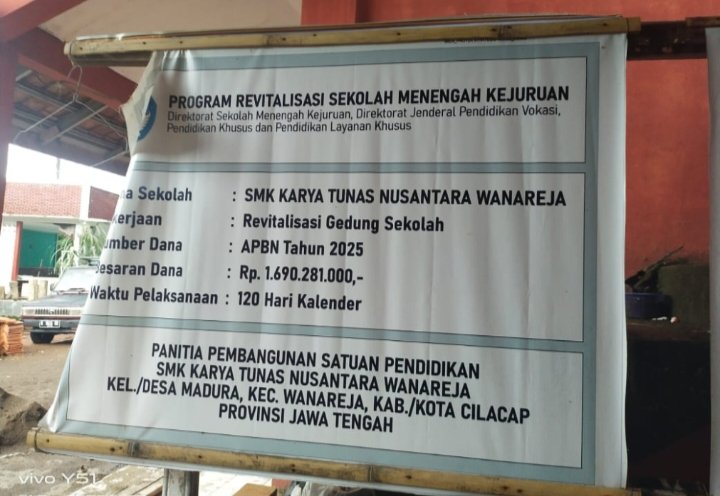 PROGRAM REVITALISASI SEKOLAH MENENGAH KEJURUAN
Direktorat Sekolah Menengah Kejuruan, Direktorat Jenderal Pendidikan Vokasi,
Pendidikan Khusus dan Pendidikan Layanan Khusus
Sekolah : SMK KARYA TUNAS NUSANTARA WANAREJA
: Revitalisasi Gedung Sekolah
Dana : APBN Tahun 2025
Dana : Rp. 1.690.281.000,-
Waktu Pelaksanaan : 120 Hari Kalender
PANITIA PEMBANGUNAN SATUAN PENDIDIKAN
SMK KARYA TUNAS NUSANTARA WANAREJA
KEL./DESA MADURA, KEC. WANAREJA, KAB./KOTA CILACAP
PROVINSI JAWA TENGAH
vivo Y51